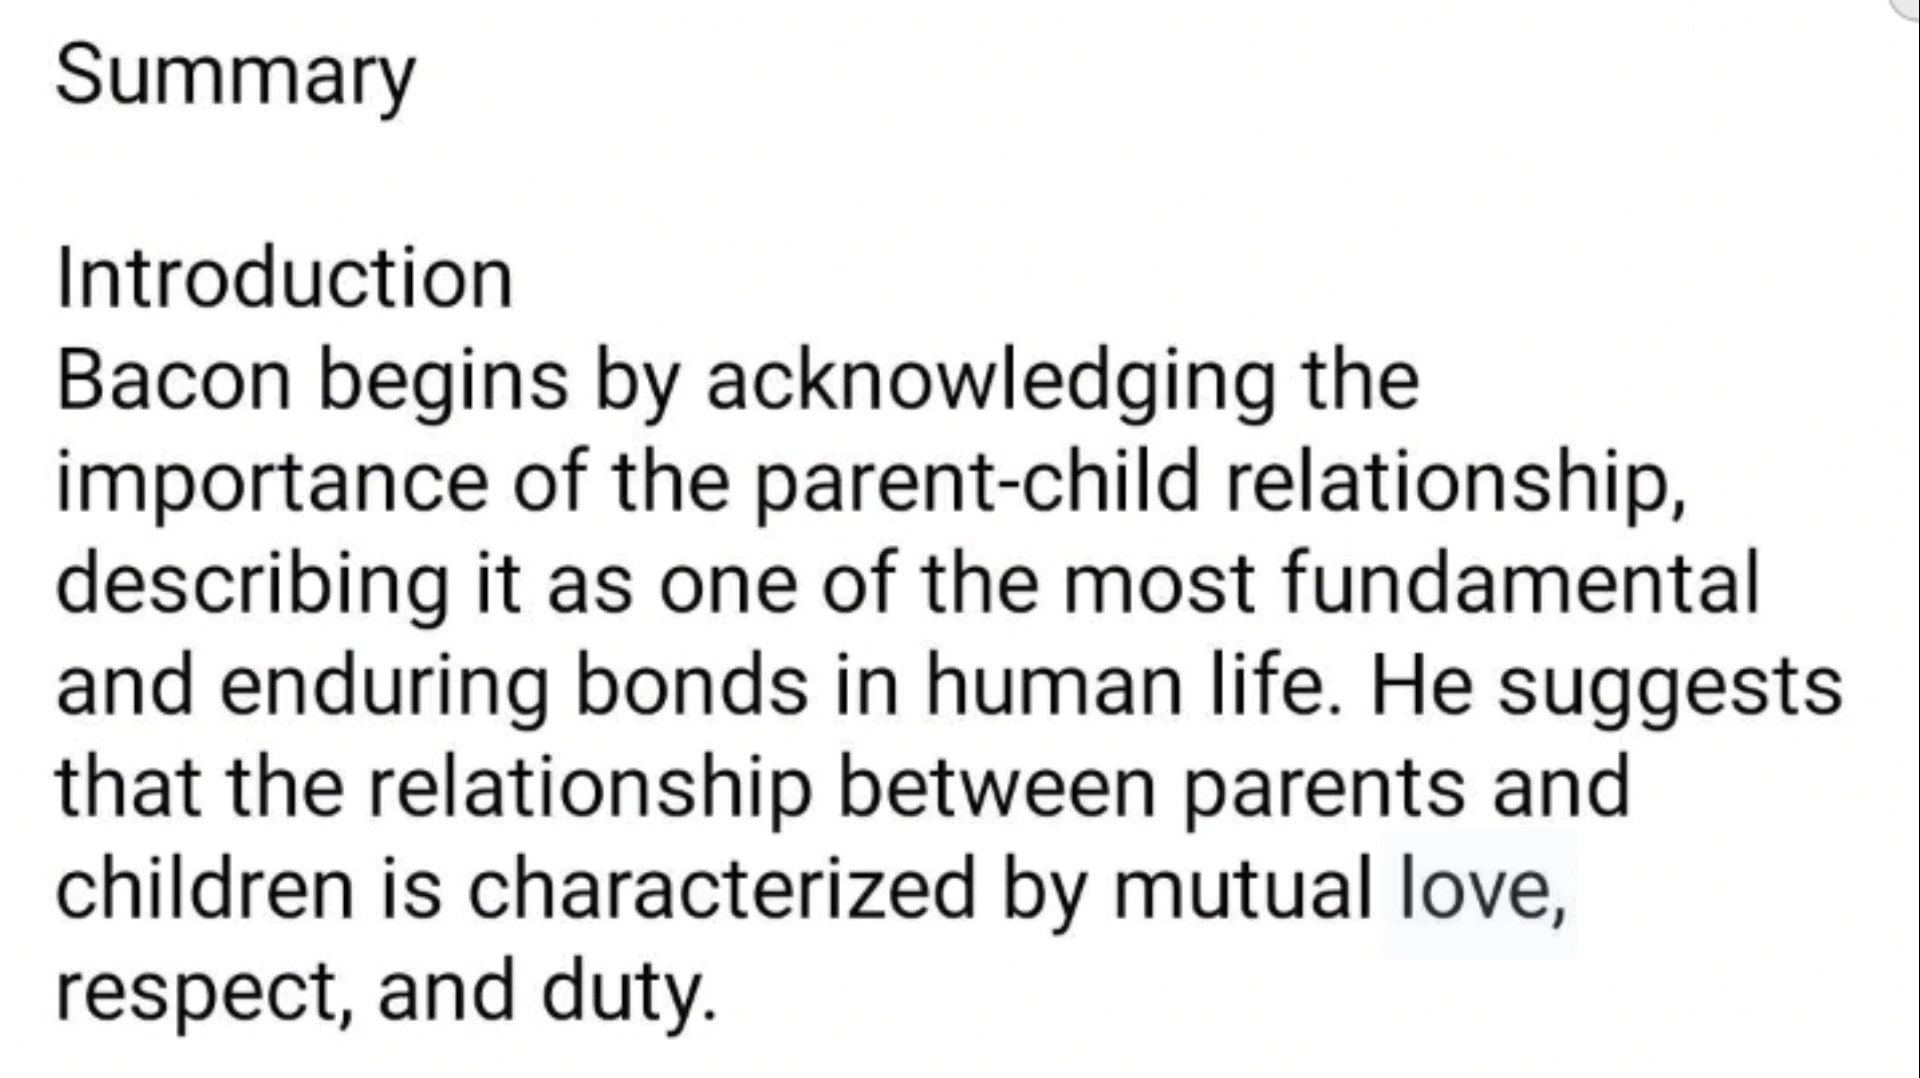 Summary
Introduction
Bacon begins by acknowledging the
importance of the parent-child relationship,
describing it as one of the most fundamental
and enduring bonds in human life. He suggests
that the relationship between parents and
children is characterized by mutual love,
respect, and duty.